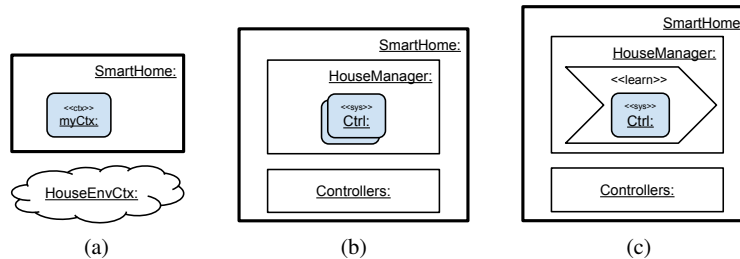 SmartHome:
<<ctx>>
myCtx:
HouseEnvCtx:
(a)
SmartHome:
HouseManager:
<<sys>>
Ctrl:
Controllers:
(b)
SmartHome:
HouseManager:
<<learn>>
<<sys>>
Ctrl:
Controllers:
(c)